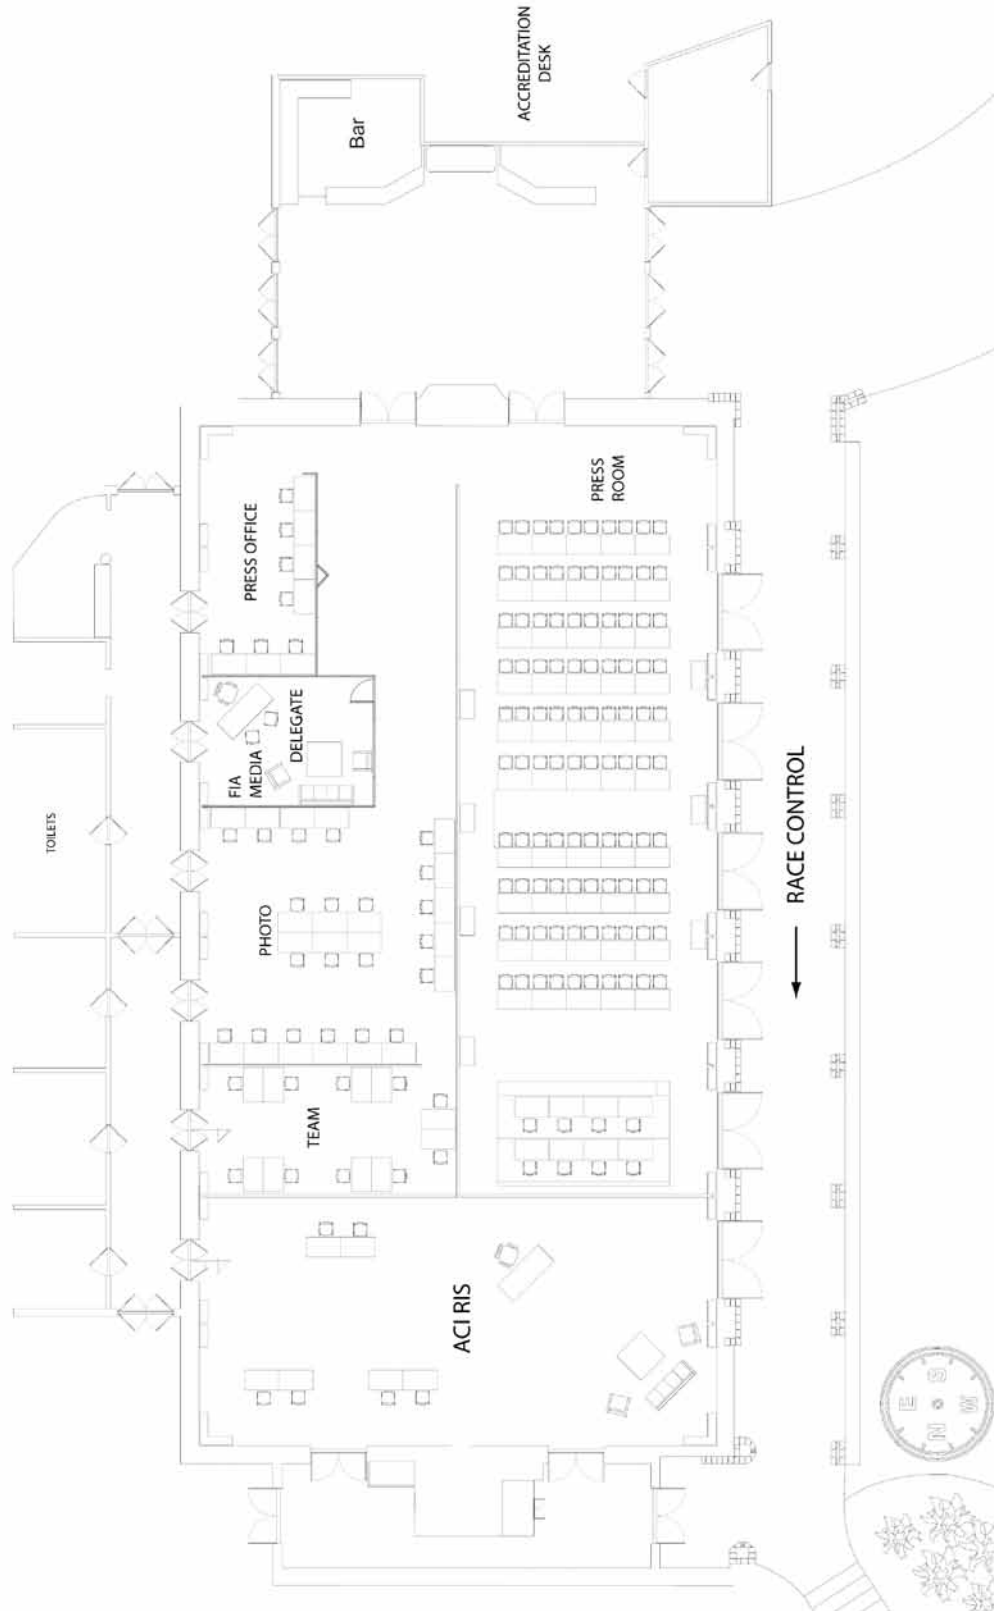 ACCREDITATION
DESK
Bar
PRESS
ROOM
PRESS OFFICE
FIA
MEDIA
DELEGATE
TOILETS
RACE CONTROL
PHOTO
TEAM
ACI RIS
E
N
S
W